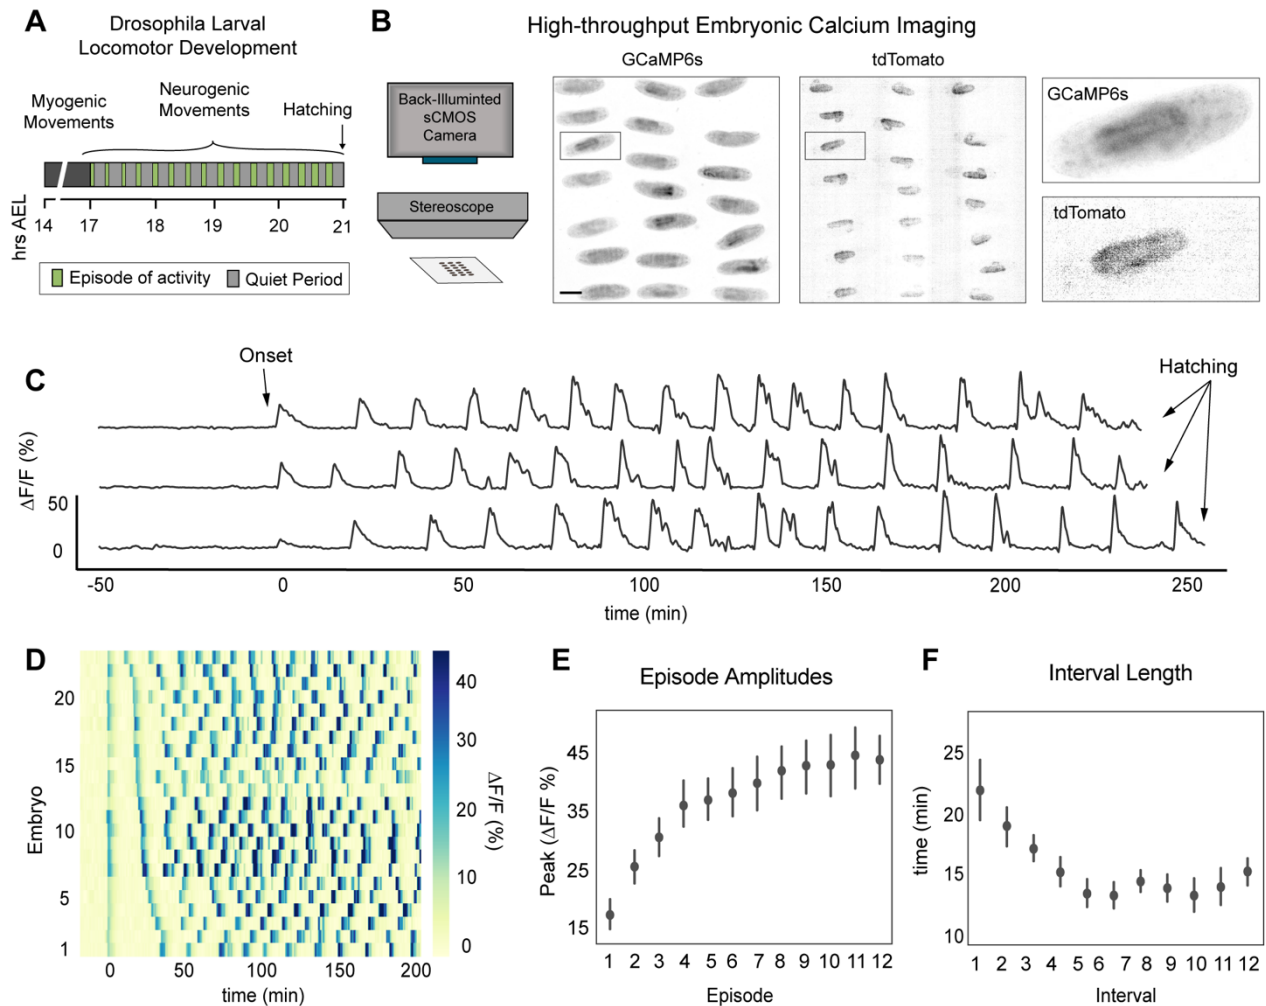 A
Drosophila Larval
Locomotor Development
Myogenic
Movements
Neurogenic
Movements
Hatching
hrs AEL
14 17 18 19 20 21
Episode of activity Quiet Period
B
High-throughput Embryonic Calcium Imaging
Back-Illuminted
sCMOS
Camera
Stereoscope
GCaMP6s
tdTomato
GCaMP6s
tdTomato
C
Onset
Hatching
ΔF/F (%)
50
0
-50 0 50 100 150 200 250
time (min)
D
Embryo
20
15
10
5
1
0 50 100 150 200
time (min)
40
30
20
10
0
ΔF/F (%)
E
Episode Amplitudes
Peak (ΔF/F %)
45
35
25
15
1 2 3 4 5 6 7 8 9 10 11 12
Episode
F
Interval Length
time (min)
25
20
15
10
1 2 3 4 5 6 7 8 9 10 11 12
Interval